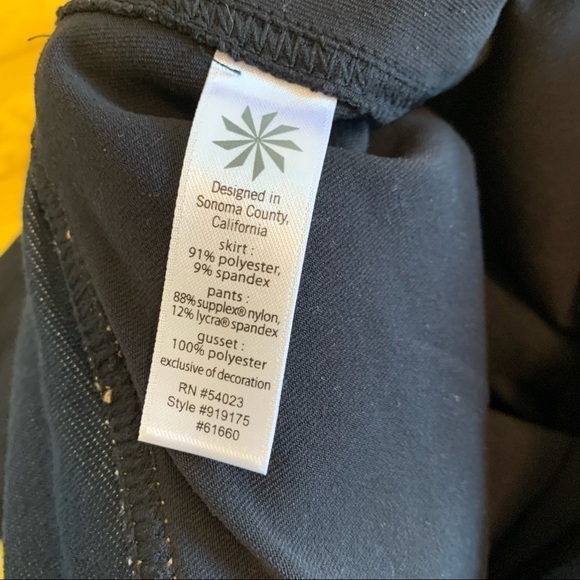 Designed in
Sonoma County,
California
skirt :
91% polyester,
9% spandex
pants :
88% supplex® nylon,
12% lycra® spandex
gusset :
100% polyester
exclusive of decoration
RN #54023
Style #919175
#61660